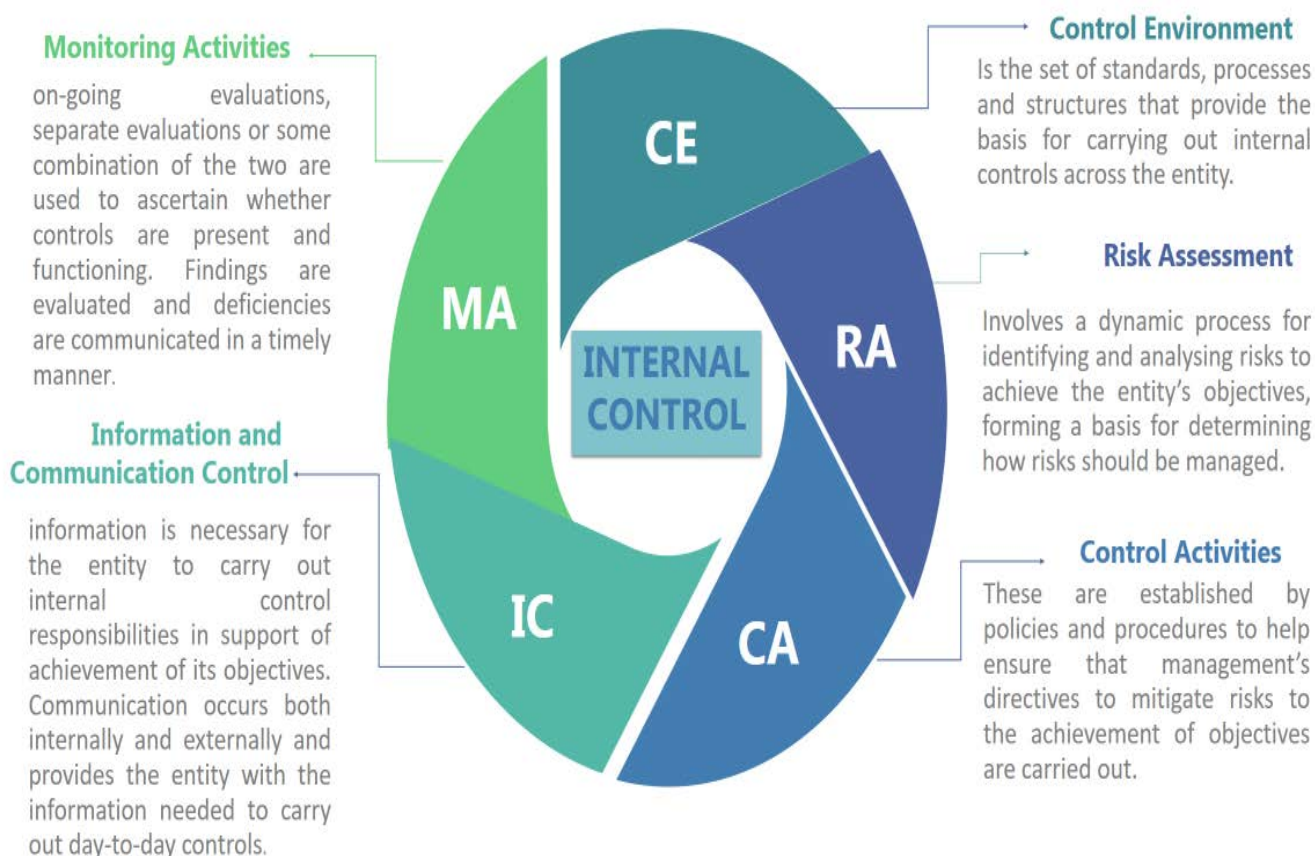 Monitoring Activities
on-going evaluations,
separate evaluations or some
combination of the two are
used to ascertain whether
controls are present and
functioning. Findings are
evaluated and deficiencies
are communicated in a timely
manner.
Information and
Communication Control
information is necessary for
the entity to carry out
internal control
responsibilities in support of
achievement of its objectives.
Communication occurs both
internally and externally and
provides the entity with the
information needed to carry
out day-to-day controls.
CE
MA
RA
INTERNAL
CONTROL
IC
CA
Control Environment
Is the set of standards, processes
and structures that provide the
basis for carrying out internal
controls across the entity.
Risk Assessment
Involves a dynamic process for
identifying and analysing risks to
achieve the entity's objectives,
forming a basis for determining
how risks should be managed.
Control Activities
These are established by
policies and procedures to help
ensure that management's
directives to mitigate risks to
the achievement of objectives
are carried out.